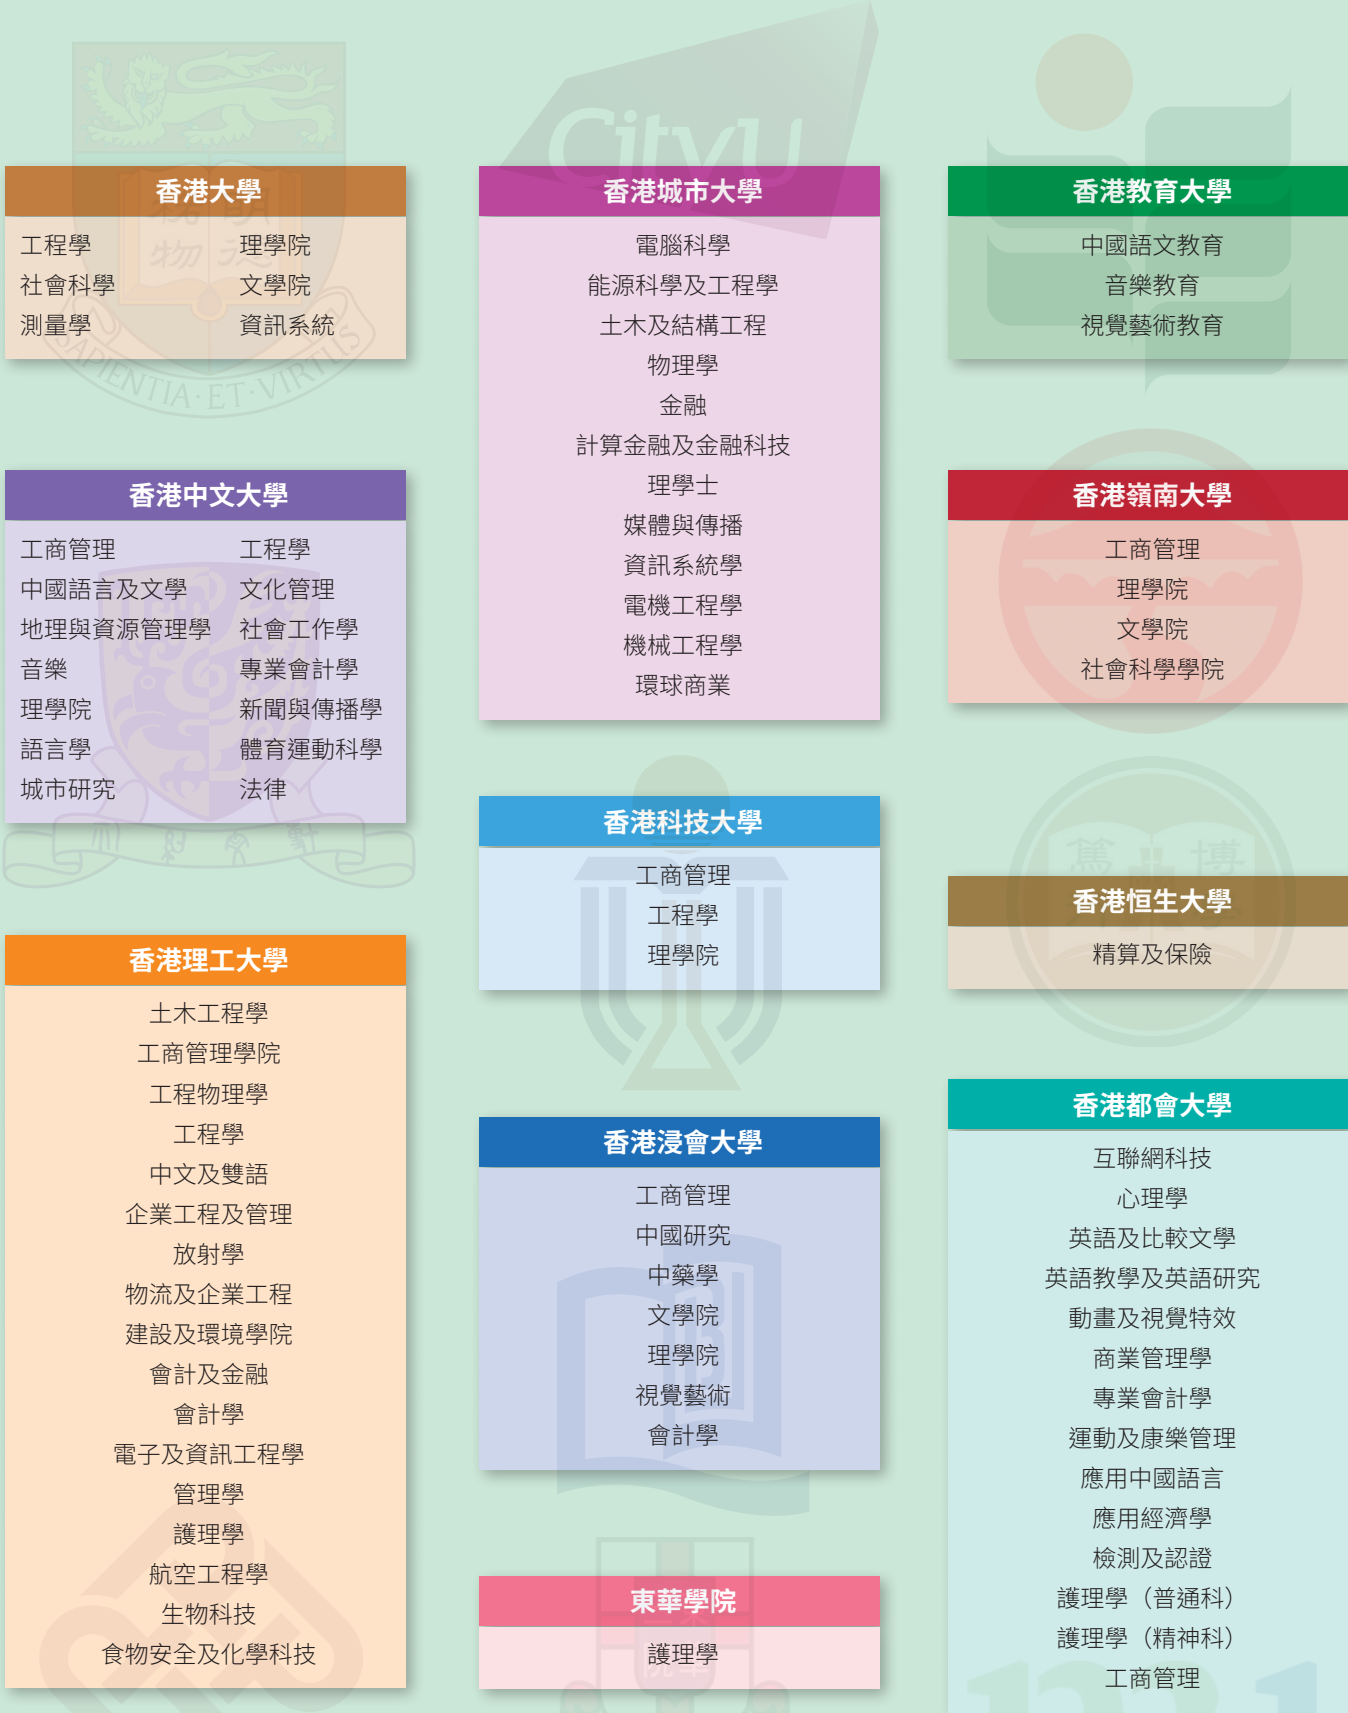 CityU
香港大學
工程學
理學院
社會科學
文學院
測量學
資訊系統
SAPIENTIA·ET·VIRTUS
香港中文大學
工商管理
工程學
中國語言及文學
文化管理
地理與資源管理學
社會工作學
音樂
專業會計學
理學院
新聞與傳播學
語言學
體育運動科學
城市研究
法律
香港理工大學
土木工程學
工商管理學院
工程物理學
工程學
中文及雙語
企業工程及管理
放射學
物流及企業工程
建設及環境學院
會計及金融
會計學
電子及資訊工程學
管理學
護理學
航空工程學
生物科技
食物安全及化學科技
香港城市大學
電腦科學
能源科學及工程學
土木及結構工程
物理學
金融
計算金融及金融科技
理學士
媒體與傳播
資訊系統學
電機工程學
機械工程學
環球商業
香港科技大學
工商管理
工程學
理學院
香港浸會大學
工商管理
中國研究
中藥學
文學院
理學院
視覺藝術
會計學
東華學院
護理學
香港教育大學
中國語文教育
音樂教育
視覺藝術教育
香港嶺南大學
工商管理
理學院
文學院
社會科學學院
香港恒生大學
精算及保險
香港都會大學
互聯網科技
心理學
英語及比較文學
英語教學及英語研究
動畫及視覺特效
商業管理學
專業會計學
運動及康樂管理
應用中國語言
應用經濟學
檢測及認證
護理學（普通科）
護理學（精神科）
工商管理